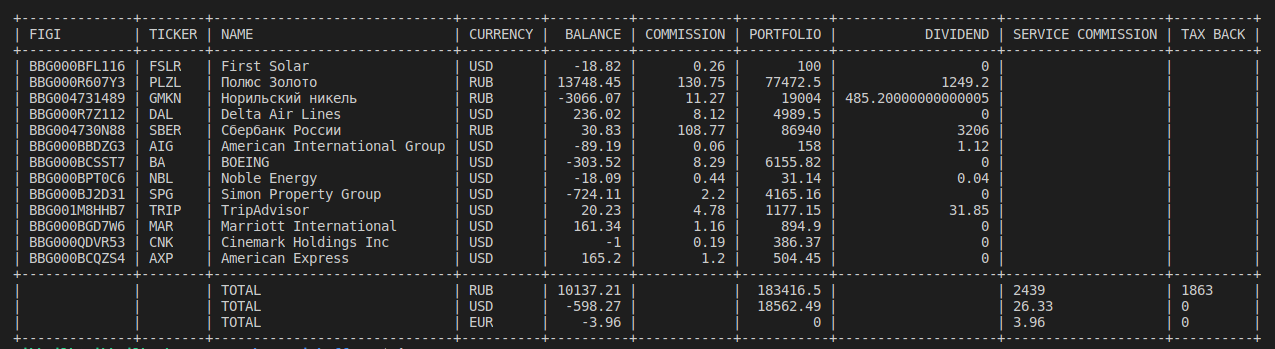 +--------------+--------+------------------------------+----------+----------+------------+-----------+--------------------+--------------------+----------+
| FIGI         | TICKER | NAME                         | CURRENCY |  BALANCE | COMMISSION | PORTFOLIO |           DIVIDEND | SERVICE COMMISSION | TAX BACK |
+--------------+--------+------------------------------+----------+----------+------------+-----------+--------------------+--------------------+----------+
| BBG000BFL116 | FSLR   | First Solar                  | USD      |   -18.82 |       0.26 |       100 |                  0 |                    |          |
| BBG000R607Y3 | PLZL   | Полюс Золото                 | RUB      | 13748.45 |     130.75 |   77472.5 |             1249.2 |                    |          |
| BBG004731489 | GMKN   | Норильский никель            | RUB      | -3066.07 |      11.27 |     19004 | 485.20000000000005 |                    |          |
| BBG000R7Z112 | DAL    | Delta Air Lines              | USD      |   236.02 |       8.12 |    4989.5 |                  0 |                    |          |
| BBG004730N88 | SBER   | Сбербанк России              | RUB      |    30.83 |     108.77 |     86940 |               3206 |                    |          |
| BBG000BBDZG3 | AIG    | American International Group | USD      |   -89.19 |       0.06 |       158 |               1.12 |                    |          |
| BBG000BCSST7 | BA     | BOEING                       | USD      |  -303.52 |       8.29 |   6155.82 |                  0 |                    |          |
| BBG000BPT0C6 | NBL    | Noble Energy                 | USD      |   -18.09 |       0.44 |     31.14 |               0.04 |                    |          |
| BBG000BJ2D31 | SPG    | Simon Property Group         | USD      |  -724.11 |        2.2 |   4165.16 |                  0 |                    |          |
| BBG001M8HHB7 | TRIP   | TripAdvisor                  | USD      |    20.23 |       4.78 |   1177.15 |              31.85 |                    |          |
| BBG000BGD7W6 | MAR    | Marriott International       | USD      |   161.34 |       1.16 |     894.9 |                  0 |                    |          |
| BBG000QDVR53 | CNK    | Cinemark Holdings Inc        | USD      |       -1 |       0.19 |    386.37 |                  0 |                    |          |
| BBG000BCQZS4 | AXP    | American Express             | USD      |    165.2 |        1.2 |    504.45 |                  0 |                    |          |
+--------------+--------+------------------------------+----------+----------+------------+-----------+--------------------+--------------------+----------+
|              |        | TOTAL                        | RUB      | 10137.21 |            |  183416.5 |                    | 2439               | 1863     |
|              |        | TOTAL                        | USD      |  -598.27 |            |  18562.49 |                    | 26.33              | 0        |
|              |        | TOTAL                        | EUR      |    -3.96 |            |         0 |                    | 3.96               | 0        |
+--------------+--------+------------------------------+----------+----------+------------+-----------+--------------------+--------------------+----------+